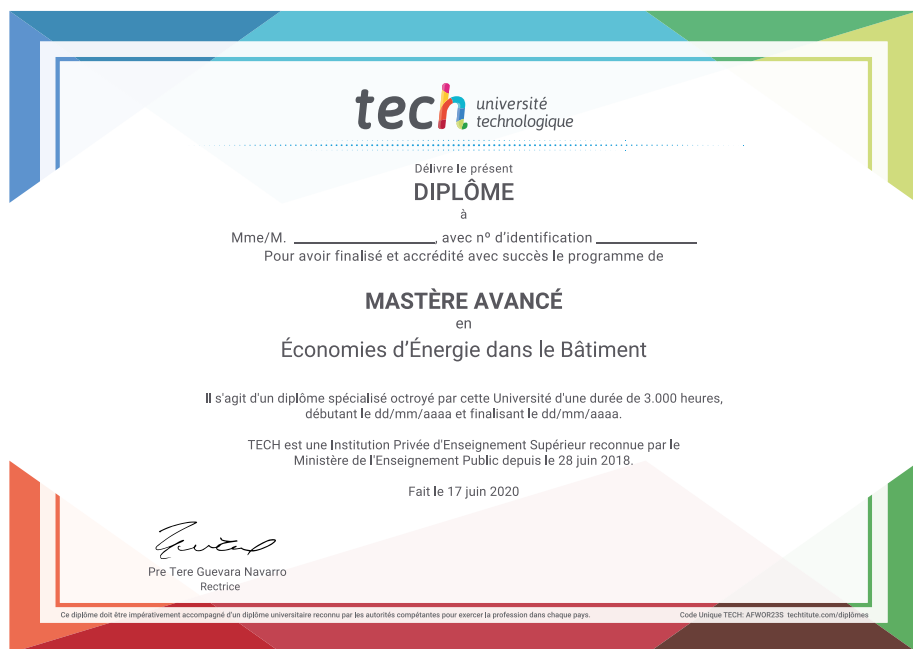 tech université
technologique
Délivre le présent
DIPLÔME
à
Mme/M. ____________________, avec nº d'identification ______________
Pour avoir finalisé et accrédité avec succès le programme de
MASTÈRE AVANCÉ
en
Économies d'Énergie dans le Bâtiment
Il s'agit d'un diplôme spécialisé octroyé par cette Université d'une durée de 3.000 heures,
débutant le dd/mm/aaaa et finalisant le dd/mm/aaaa.
TECH est une Institution Privée d'Enseignement Supérieur reconnue par le
Ministère de l'Enseignement Public depuis le 28 juin 2018.
Fait le 17 juin 2020
Pre Tere Guevara Navarro
Rectrice
Ce diplôme doit être impérativement accompagné d'un diplôme universitaire reconnu par les autorités compétantes pour exercer la profession dans chaque pays.
Code Unique TECH: AFWOR23S techtitute.com/diplômes